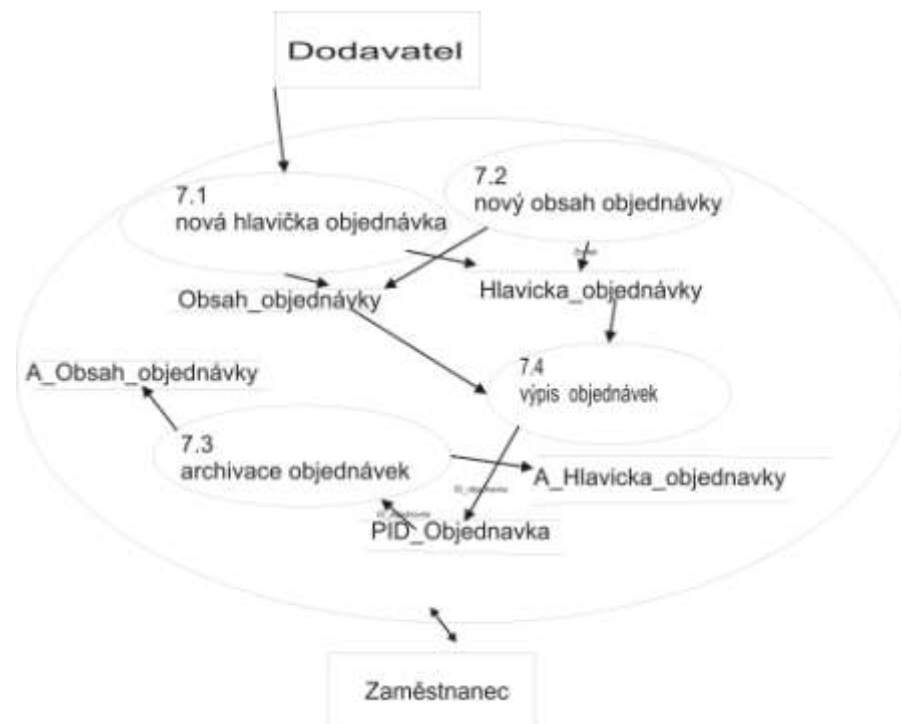 Dodavatel
7.1
nová hlavička objednávka
7.2
nový obsah objednávky
Obsah_objednávky
Hlavicka_objednávky
A_Obsah_objednávky
7.4
výpis objednávek
7.3
archivace objednávek
A_Hlavicka_objednavky
PID_Objednavka
Zaměstnanec